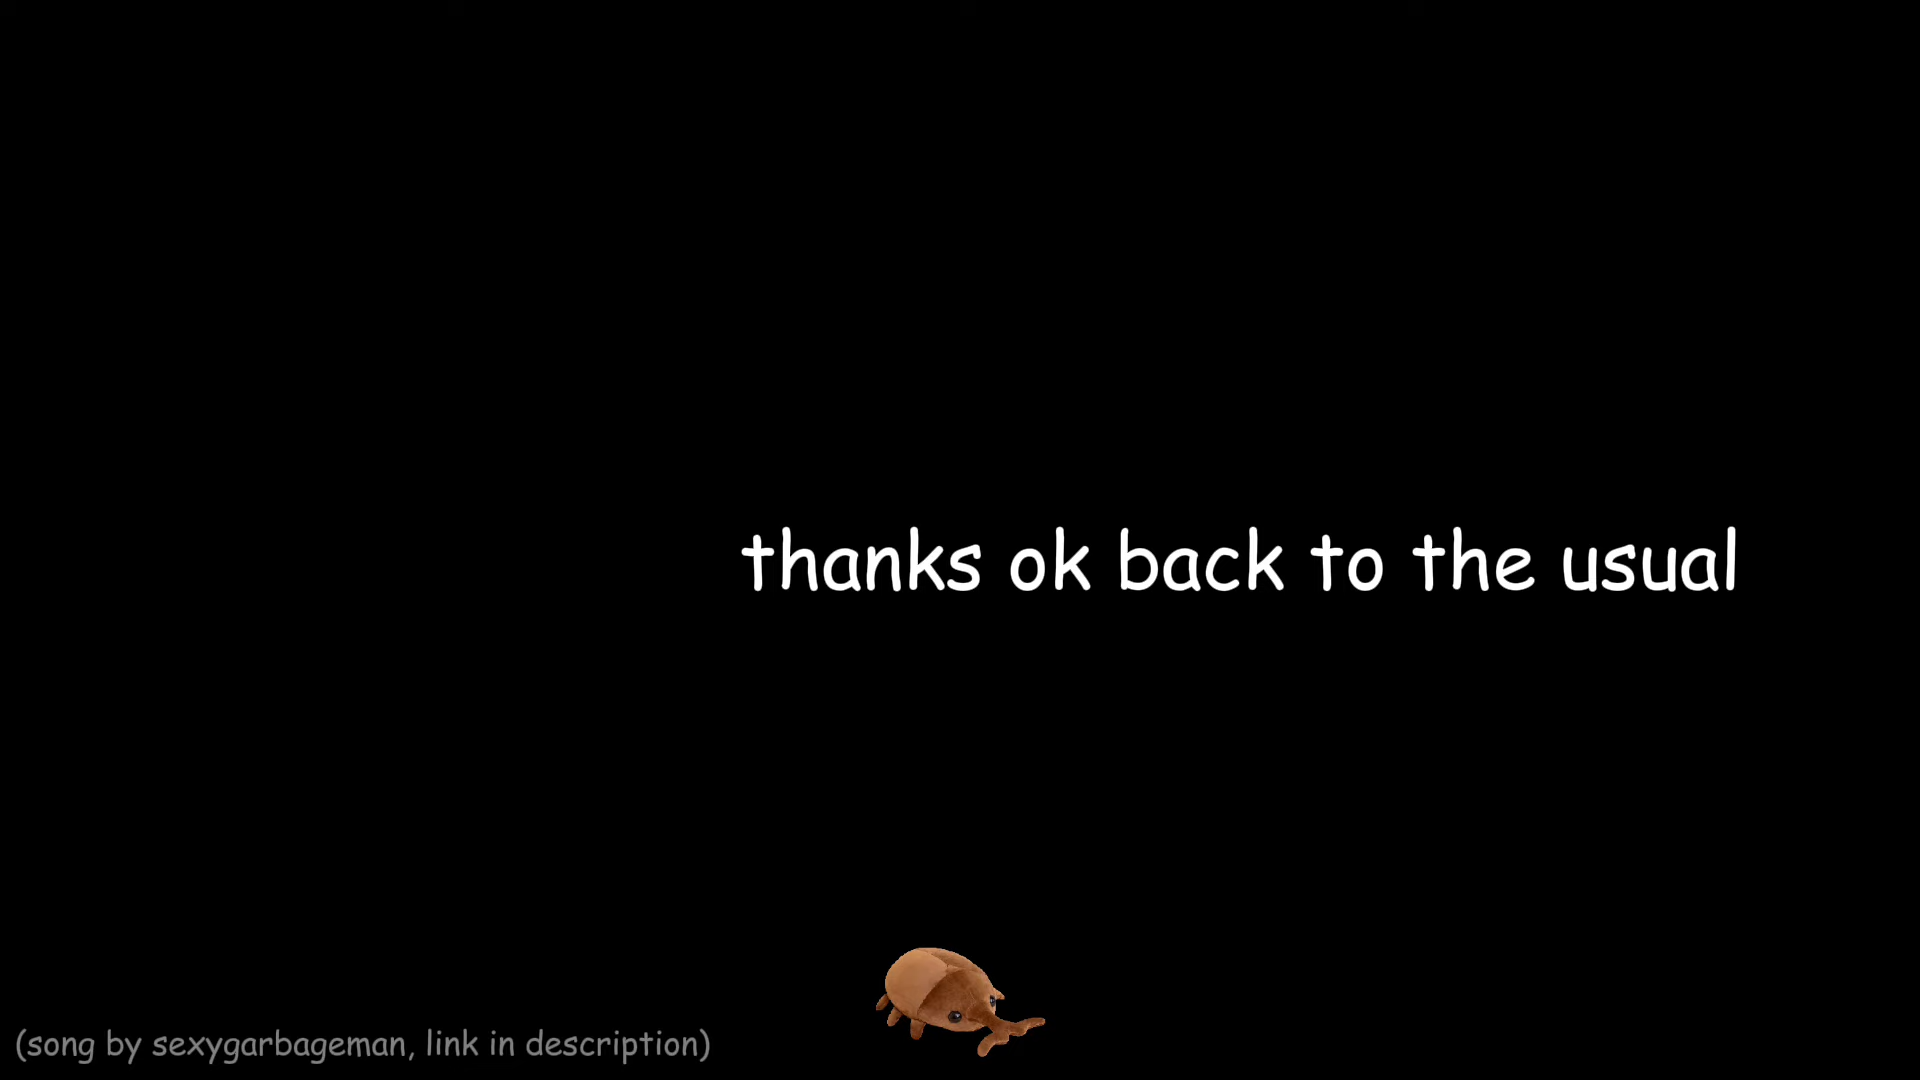 thanks ok back to the usual
(song by sexygarbageman, link in description)